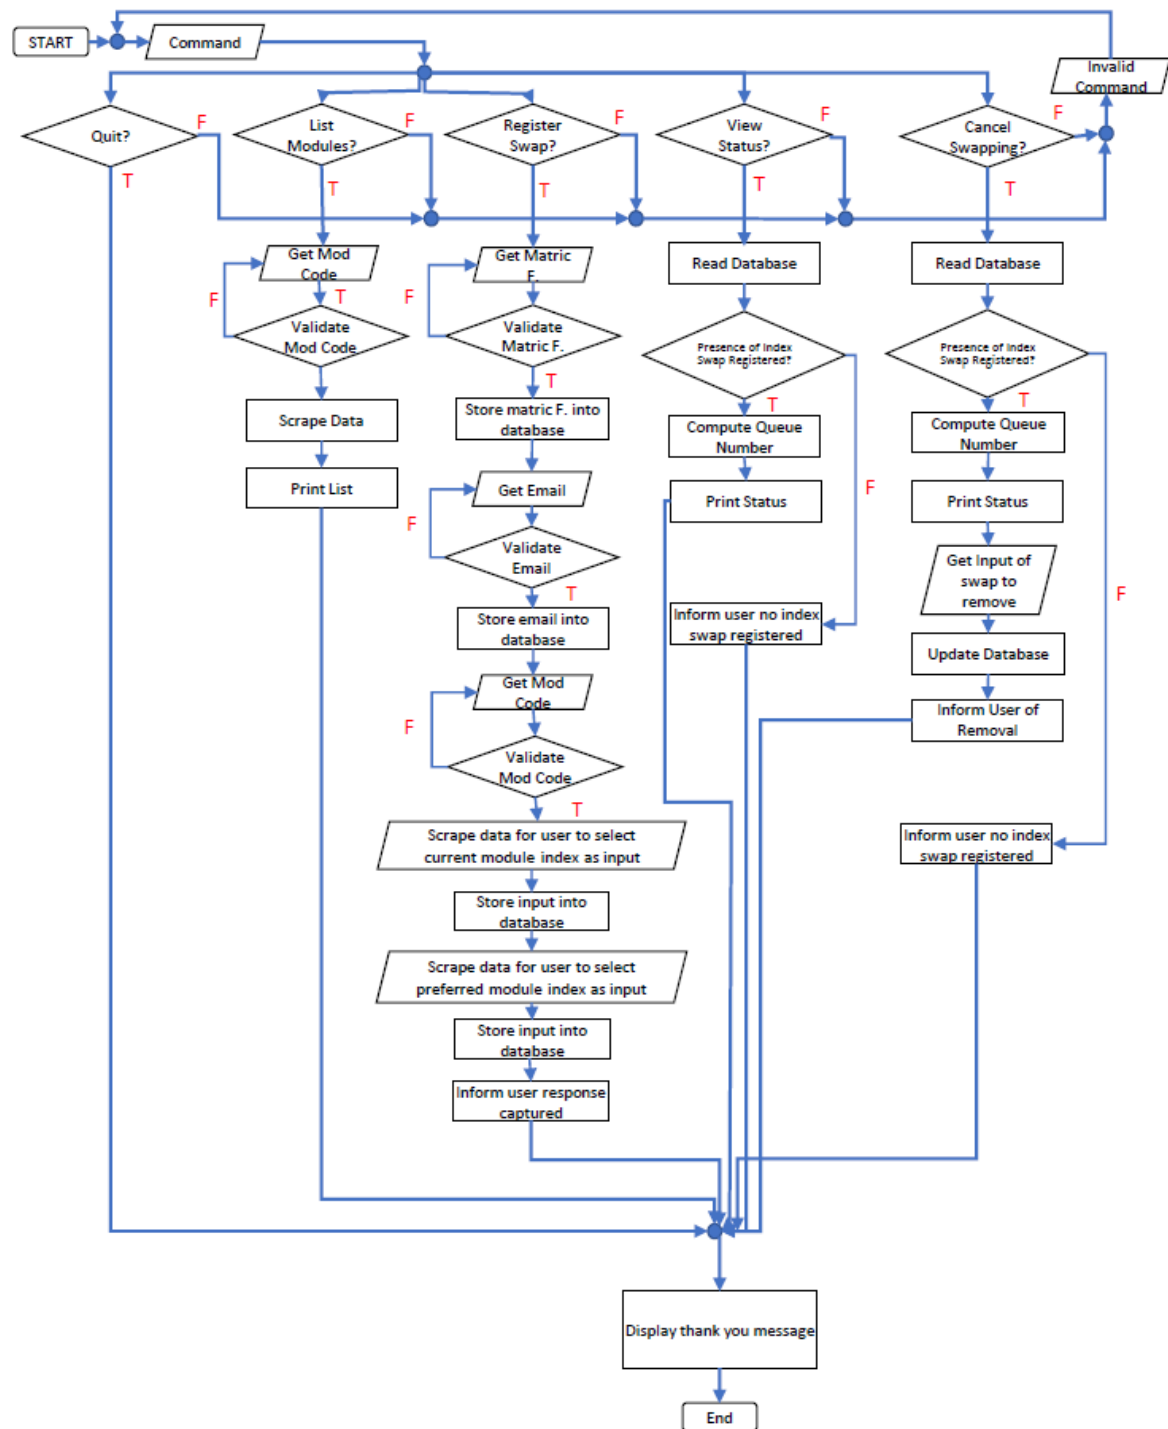 START
Command
Invalid
Command
Quit?
F
List
Modules?
F
Register
Swap?
F
View
Status?
F
Cancel
Swapping?
F
T
T
T
T
T
Get Mod
Code
F
T
Validate
Mod Code
Scrape Data
Print List
Get Matric
F.
F
Validate
Matric F.
T
Store matric F. into
database
Get Email
F
Validate
Email
T
Store email into
database
Get Mod
Code
F
Validate
Mod Code
T
Scrape data for user to select
current module index as input
Store input into
database
Scrape data for user to select
preferred module index as input
Store input into
database
Inform user response
captured
Read Database
Presence of Index
Swap Registered?
T
Compute Queue
Number
F
Print Status
Inform user no index
swap registered
Read Database
Presence of Index
Swap Registered?
T
Compute Queue
Number
Print Status
Get Input of
swap to
remove
F
Update Database
Inform User of
Removal
Inform user no index
swap registered
Display thank you message
End